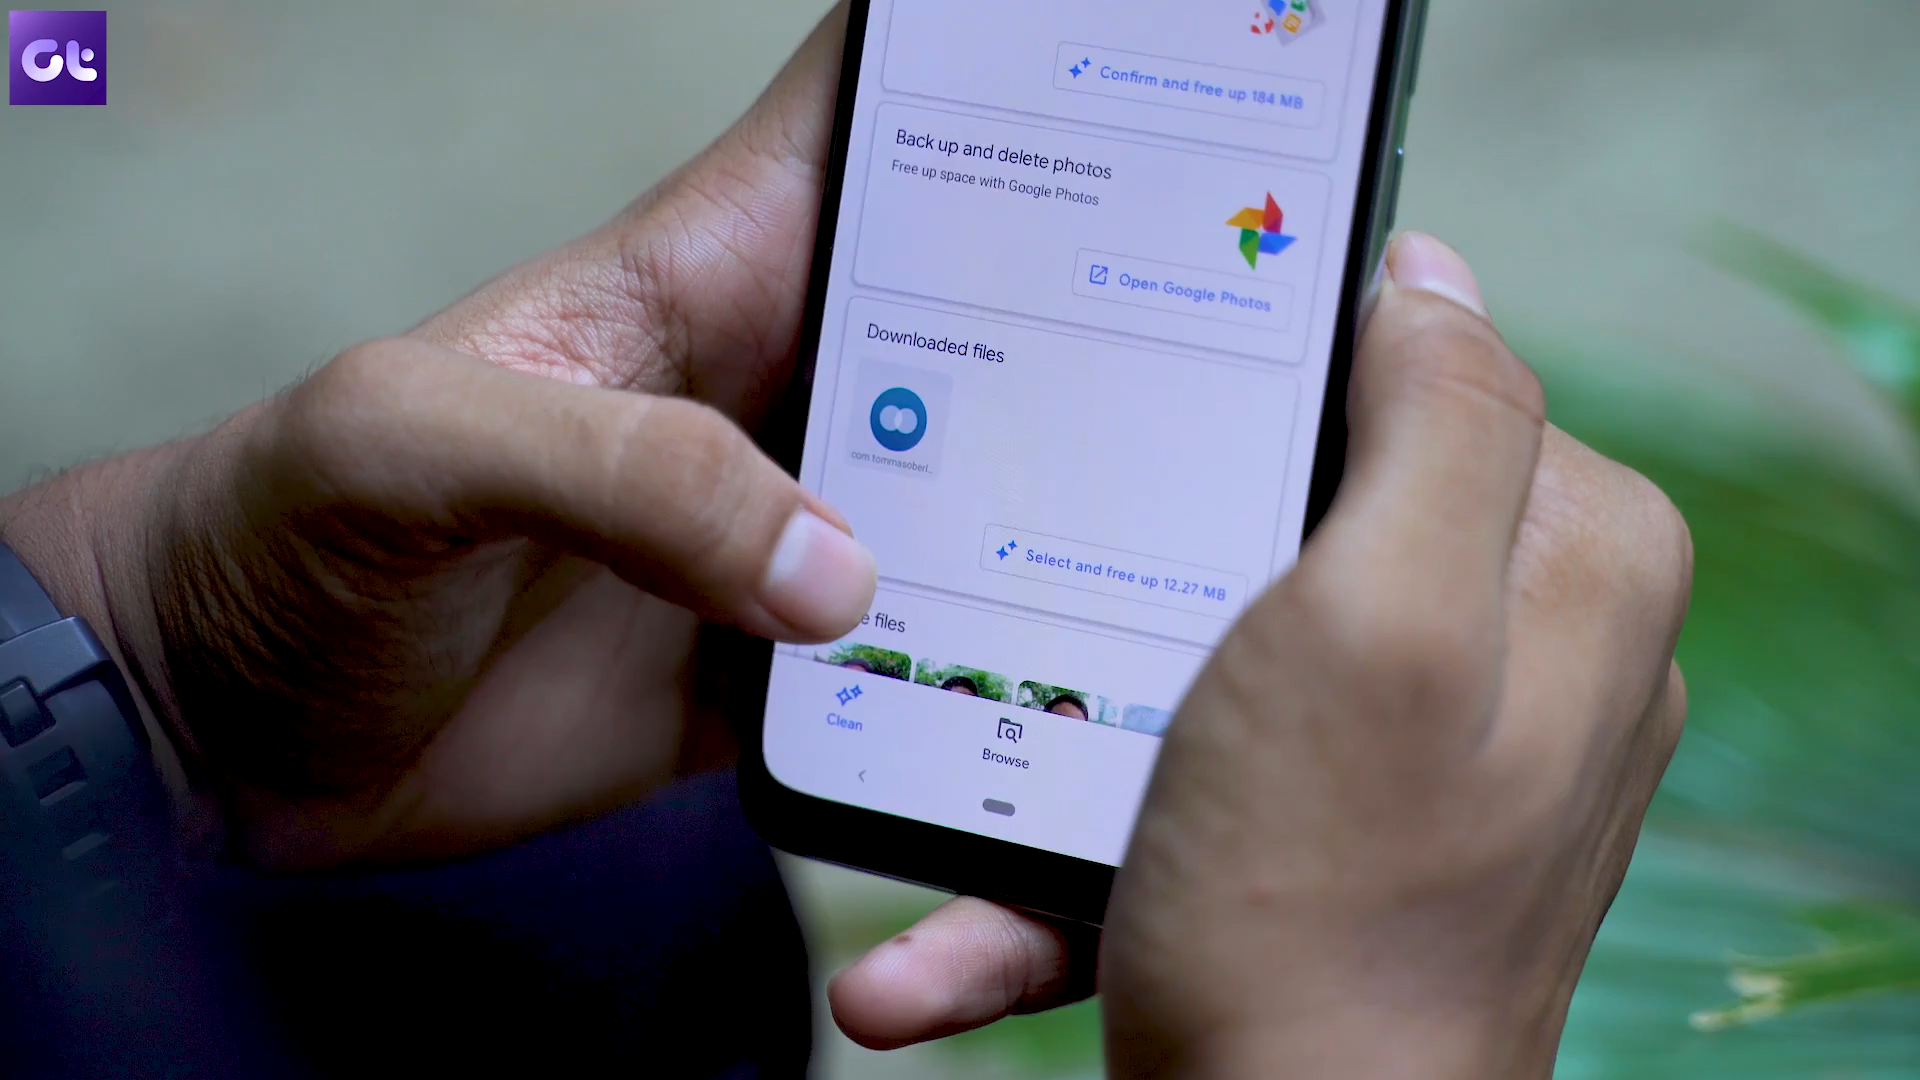 Gt
Confirm and free up 184 MB
Back up and delete photos
Free up space with Google Photos
Open Google Photos
Downloaded files
com.tommasoberl...
Select and free up 12.27 MB
e files
Clean
Browse